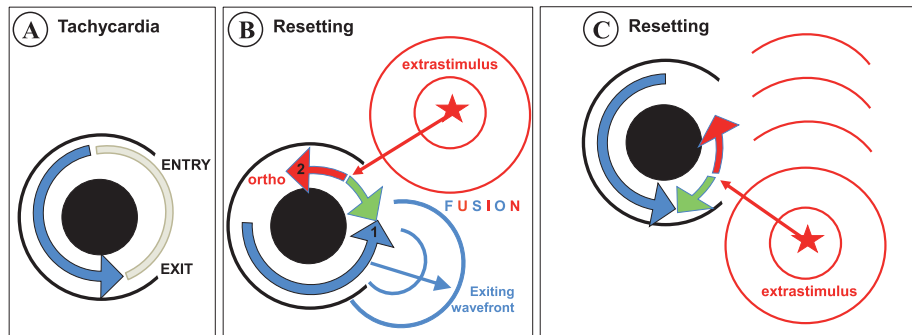 A Tachycardia
ENTRY
EXIT
B Resetting
extrastimulus
2
ortho
FUSION
1
Exiting
wavefront
C Resetting
extrastimulus